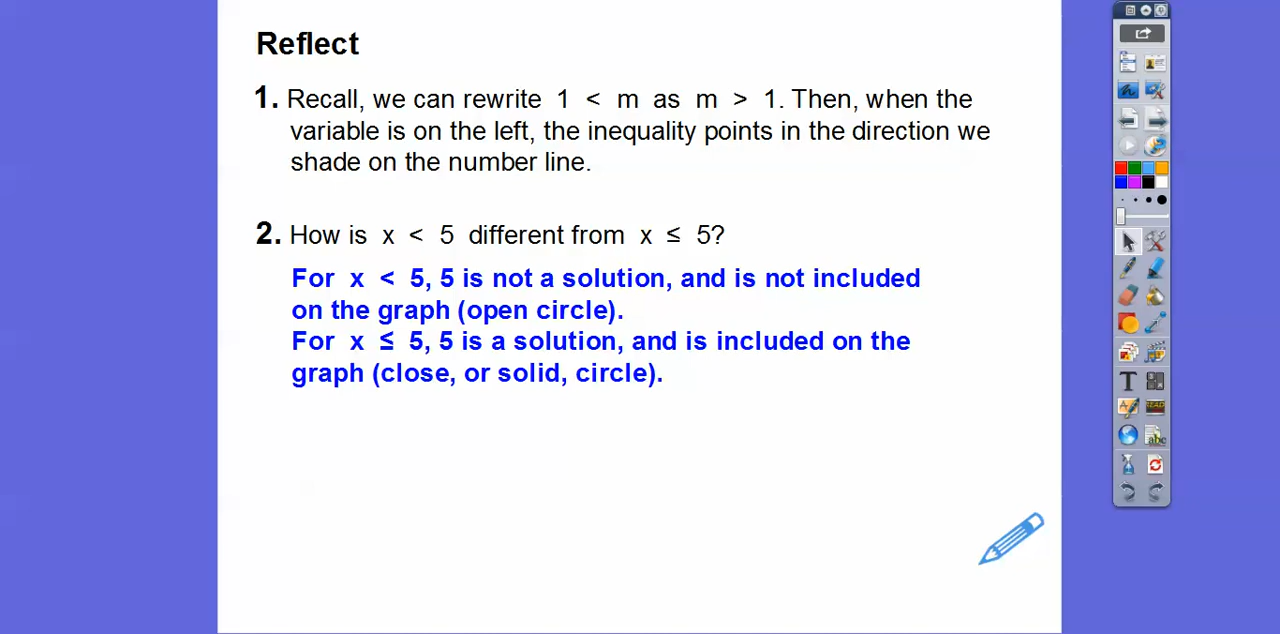 Reflect
1. Recall, we can rewrite 1 < m as m > 1. Then, when the
variable is on the left, the inequality points in the direction we
shade on the number line.
2. How is x < 5 different from x ≤ 5?
For x < 5, 5 is not a solution, and is not included
on the graph (open circle).
For x ≤ 5, 5 is a solution, and is included on the
graph (close, or solid, circle).
T
abc